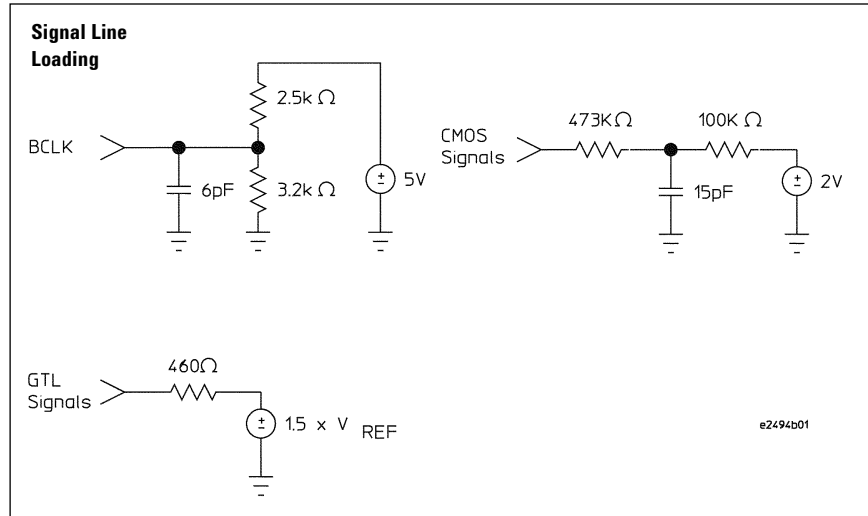 Signal Line
Loading
2.5k Ω
BCLK
6pF
3.2k Ω
5V
CMOS
Signals
473KΩ
100K Ω
15pF
2V
GTL
Signals
460Ω
1.5 x V REF
e2494b01